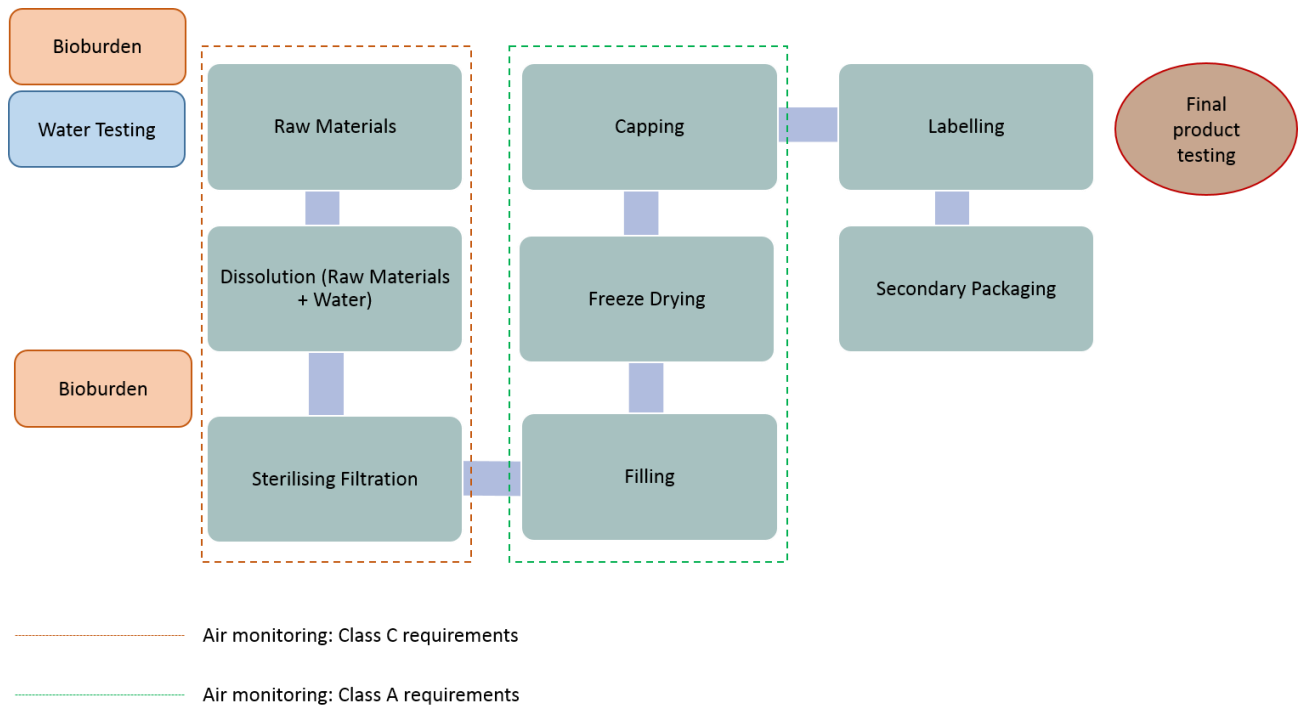 Bioburden
Water Testing
Raw Materials
Capping
Labelling
Final
product
testing
Dissolution (Raw Materials
+ Water)
Freeze Drying
Secondary Packaging
Bioburden
Sterilising Filtration
Filling
Air monitoring: Class C requirements
Air monitoring: Class A requirements